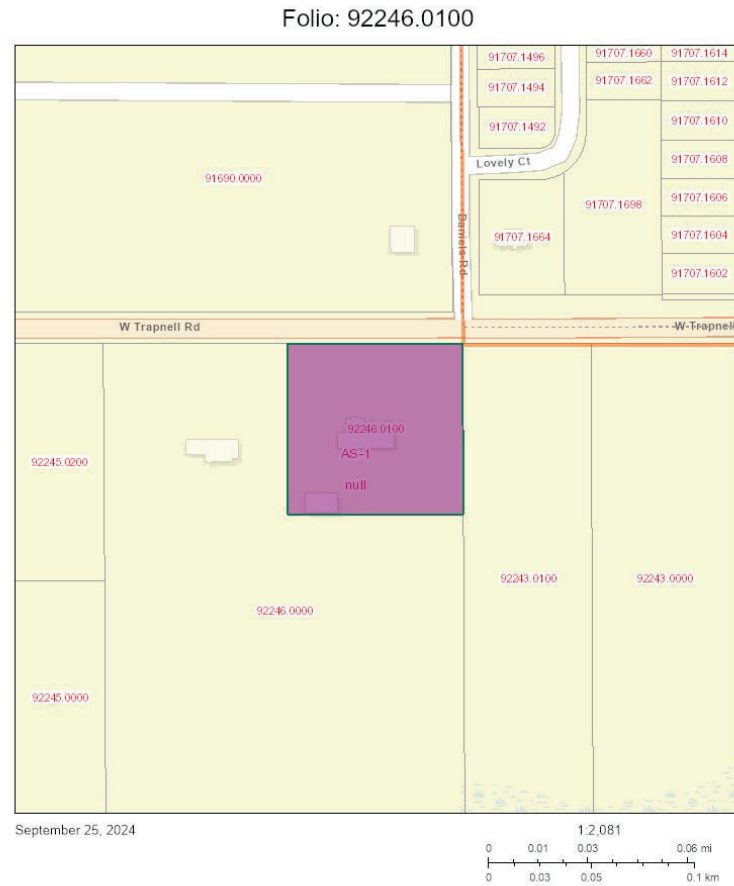 Folio: 92246.0100
91707.1496
91707.1660
91707.1614
91707.1494
91707.1662
91707.1612
91707.1492
91707.1610
Lovely Ct
91707.1608
91690.0000
91707.1698
91707.1606
Daniels Rd
91707.1664
91707.1604
91707.1602
W Trapnell Rd
W Trapnell
92246.0100
AS-1
92245.0200
null
92243.0100
92243.0000
92246.0000
92245.0000
September 25, 2024
1:2,081
0 0.01 0.03 0.06 mi
0 0.03 0.05 0.1 km